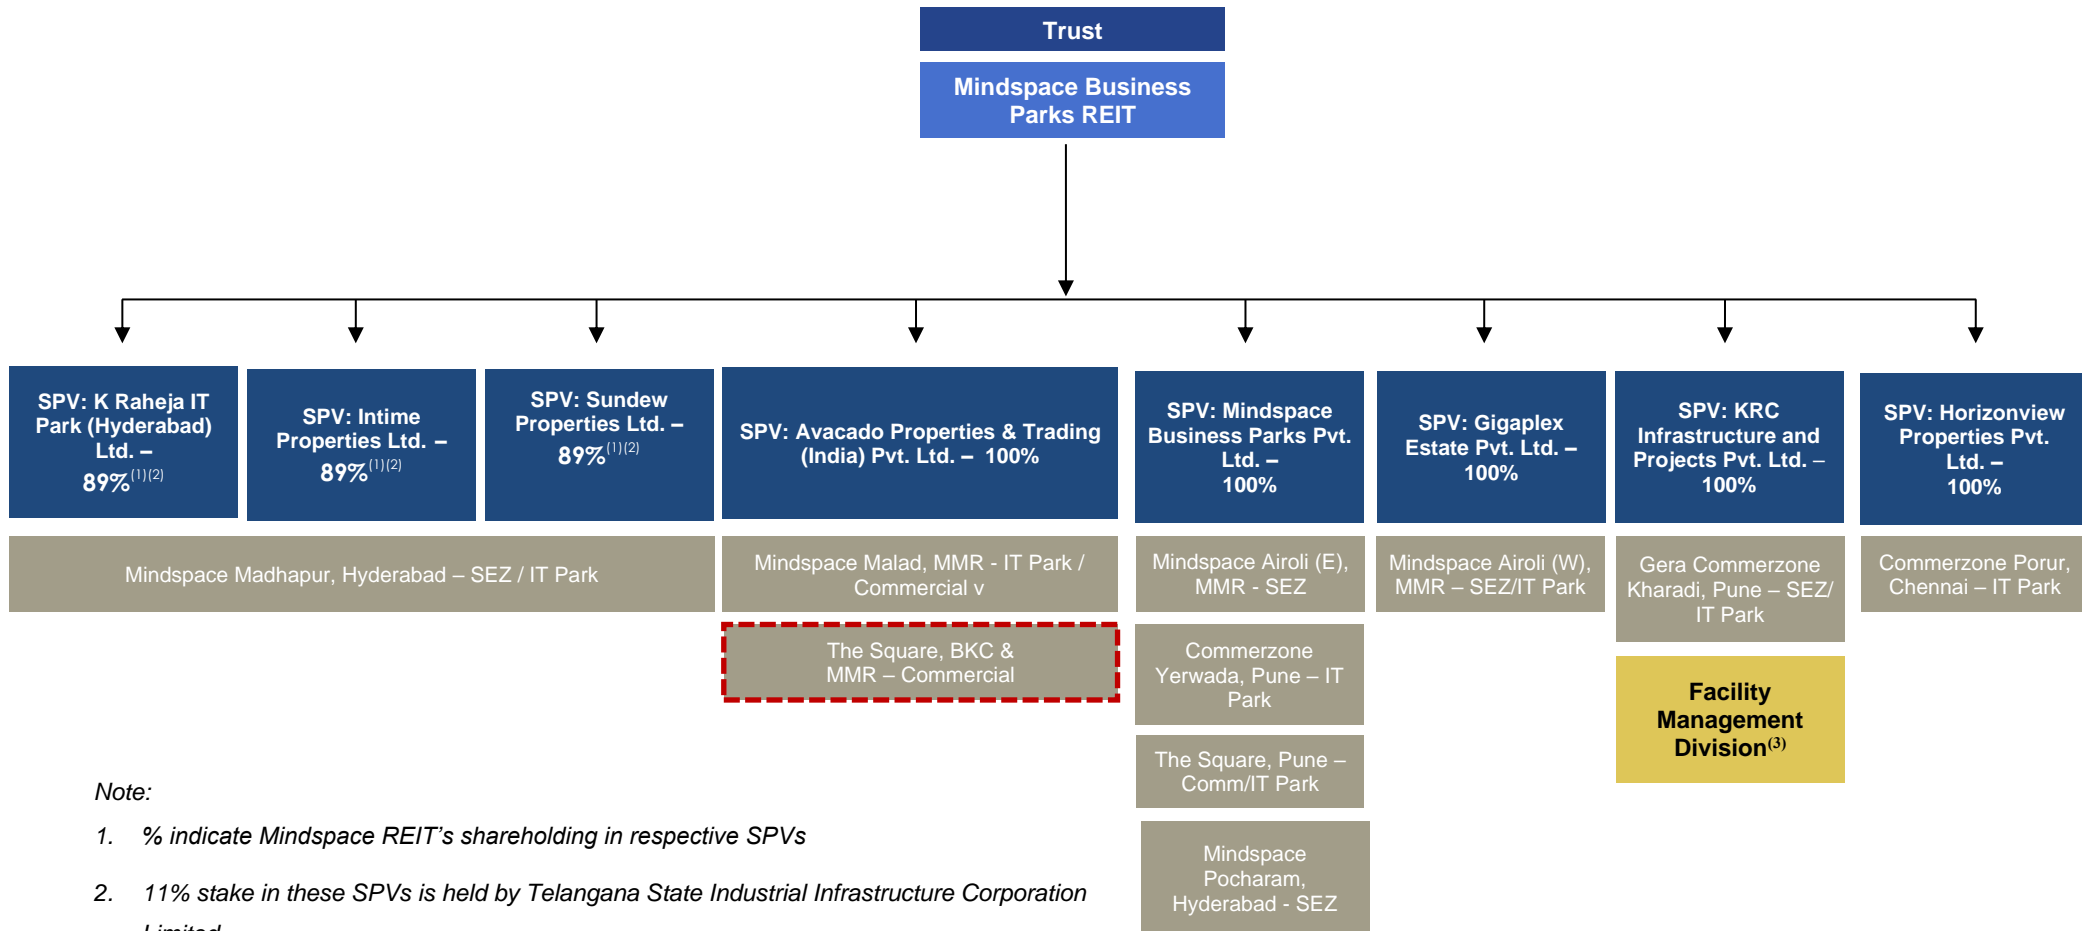 Trust
Mindspace Business
Parks REIT
SPV: K Raheja IT
Park (Hyderabad)
Ltd. –
89%(1)(2)
SPV: Intime
Properties Ltd. –
89%(1)(2)
SPV: Sundew
Properties Ltd. –
89%(1)(2)
SPV: Avacado Properties & Trading
(India) Pvt. Ltd. – 100%
SPV: Mindspace
Business Parks Pvt.
Ltd. –
100%
SPV: Gigaplex
Estate Pvt. Ltd. –
100%
SPV: KRC
Infrastructure and
Projects Pvt. Ltd. –
100%
SPV: Horizonview
Properties Pvt.
Ltd. –
100%
Mindspace Madhapur, Hyderabad – SEZ / IT Park
Mindspace Malad, MMR - IT Park /
Commercial v
Mindspace Airoli (E),
MMR - SEZ
Mindspace Airoli (W),
MMR – SEZ/IT Park
Gera Commerzone
Kharadi, Pune – SEZ/
IT Park
Commerzone Porur,
Chennai – IT Park
The Square, BKC &
MMR – Commercial
Commerzone
Yerwada, Pune – IT
Park
Facility
Management
Division(3)
The Square, Pune –
Comm/IT Park
Mindspace
Pocharam,
Hyderabad - SEZ
Note:
1. % indicate Mindspace REIT's shareholding in respective SPVs
2. 11% stake in these SPVs is held by Telangana State Industrial Infrastructure Corporation
Limited